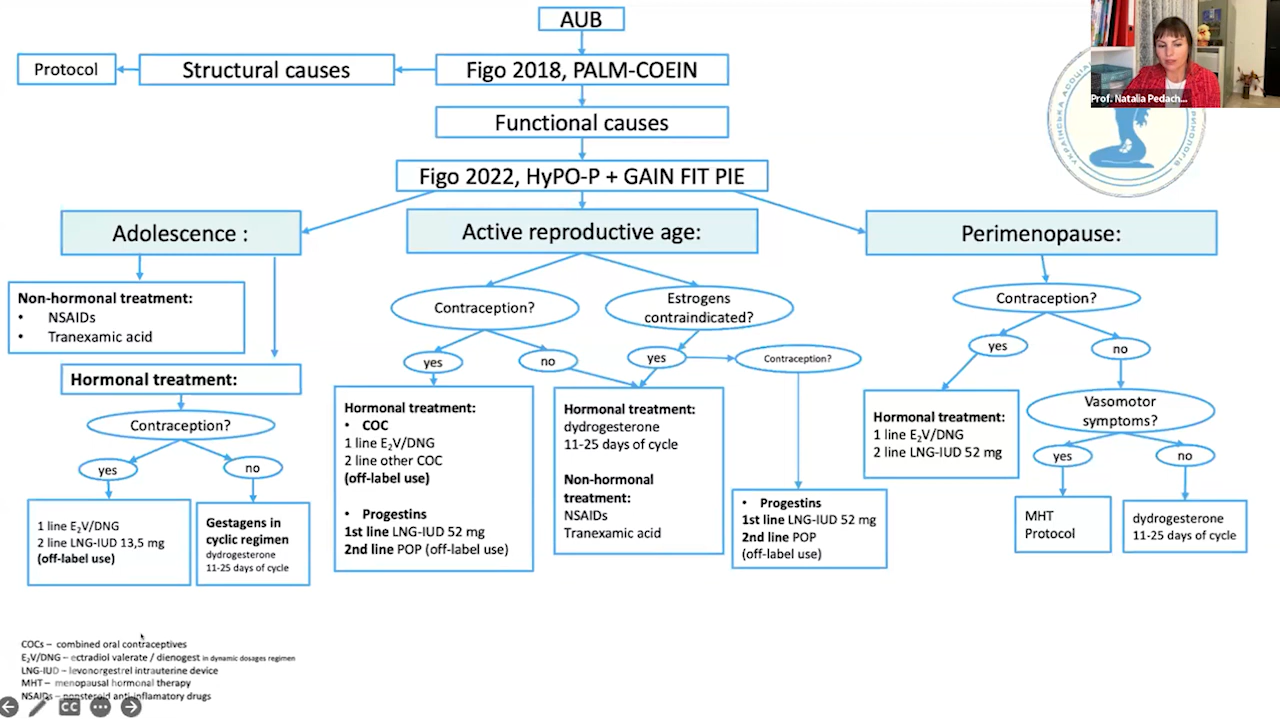 AUB
Protocol
Structural causes
Figo 2018, PALM-COEIN
Prof. Natalia Pedach...
Functional causes
Figo 2022, HyPO-P + GAIN FIT PIE
Adolescence :
Active reproductive age:
Perimenopause:
Non-hormonal treatment:
• NSAIDs
• Tranexamic acid
Hormonal treatment:
Contraception?
yes
no
1 line E₂V/DNG
2 line LNG-IUD 13,5 mg
(off-label use)
Gestagens in
cyclic regimen
dydrogesterone
11-25 days of cycle
Contraception?
yes
no
Hormonal treatment:
• COC
1 line E₂V/DNG
2 line other COC
(off-label use)
• Progestins
1st line LNG-IUD 52 mg
2nd line POP (off-label use)
Estrogens
contraindicated?
yes
Contraception?
Hormonal treatment:
dydrogesterone
11-25 days of cycle
Non-hormonal
treatment:
NSAIDs
Tranexamic acid
• Progestins
1st line LNG-IUD 52 mg
2nd line POP
(off-label use)
Contraception?
yes
no
Hormonal treatment:
1 line E₂V/DNG
2 line LNG-IUD 52 mg
Vasomotor
symptoms?
yes
no
MHT
Protocol
dydrogesterone
11-25 days of cycle
COCs – combined oral contraceptives
E₂V/DNG – ectradiol valerate / dienogest in dynamic dosages regimen
LNG-IUD – levonorgestrel intrauterine device
MHT – menopausal hormonal therapy
NSAIDs – nonsteroid anti-inflamatory drugs
CC